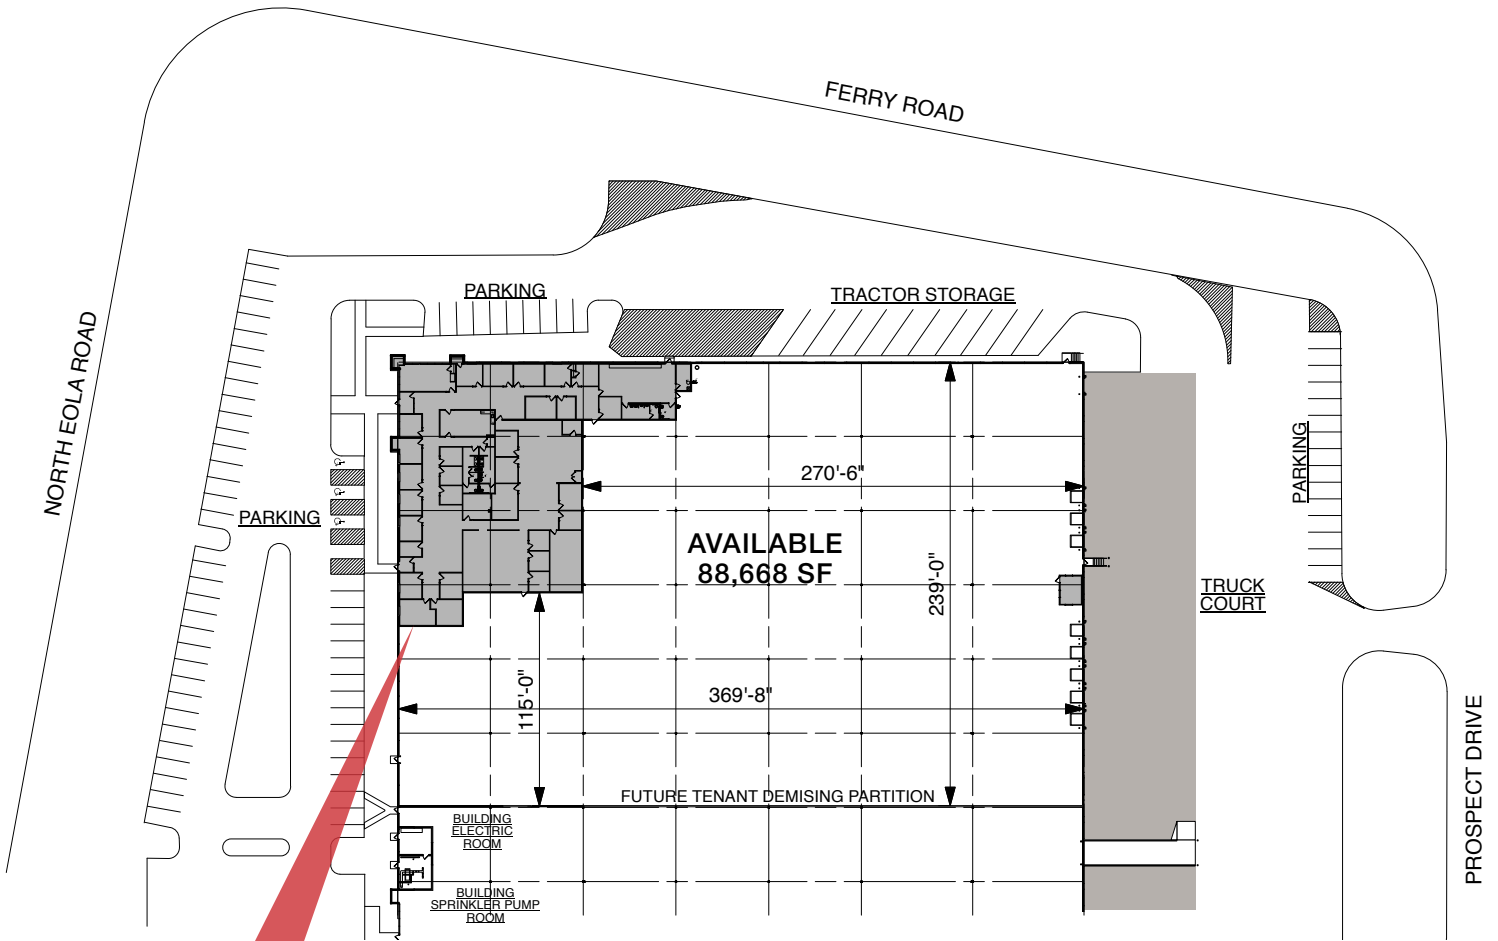 FERRY ROAD
PARKING
TRACTOR STORAGE
NORTH EOLA ROAD
PARKING
270'-6"
PARKING
AVAILABLE
88,668 SF
239'-0"
TRUCK
COURT
115'-0"
369'-8"
FUTURE TENANT DEMISING PARTITION
BUILDING
ELECTRIC
ROOM
BUILDING
SPRINKLER PUMP
ROOM
PROSPECT DRIVE